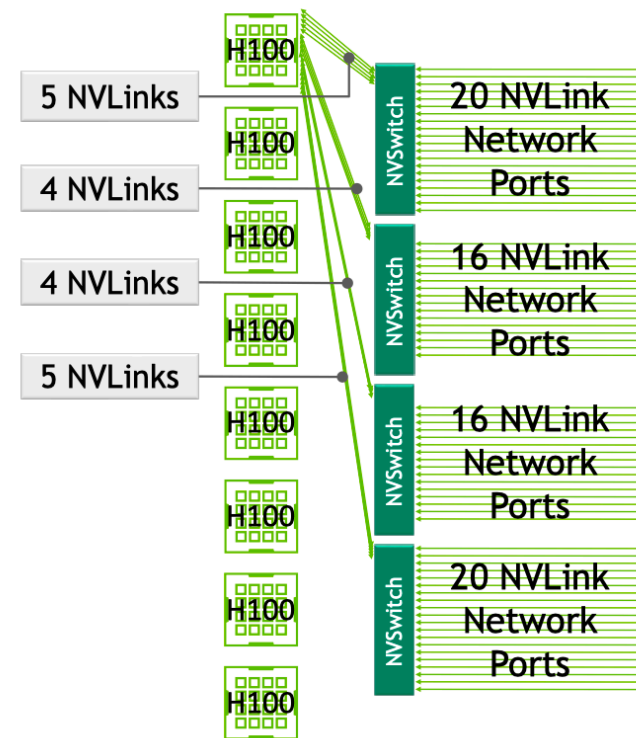 5 NVLinks
4 NVLinks
4 NVLinks
5 NVLinks
H100
H100
H100
H100
H100
H100
H100
H100
NVSwitch
20 NVLink
Network
Ports
NVSwitch
16 NVLink
Network
Ports
NVSwitch
16 NVLink
Network
Ports
NVSwitch
20 NVLink
Network
Ports